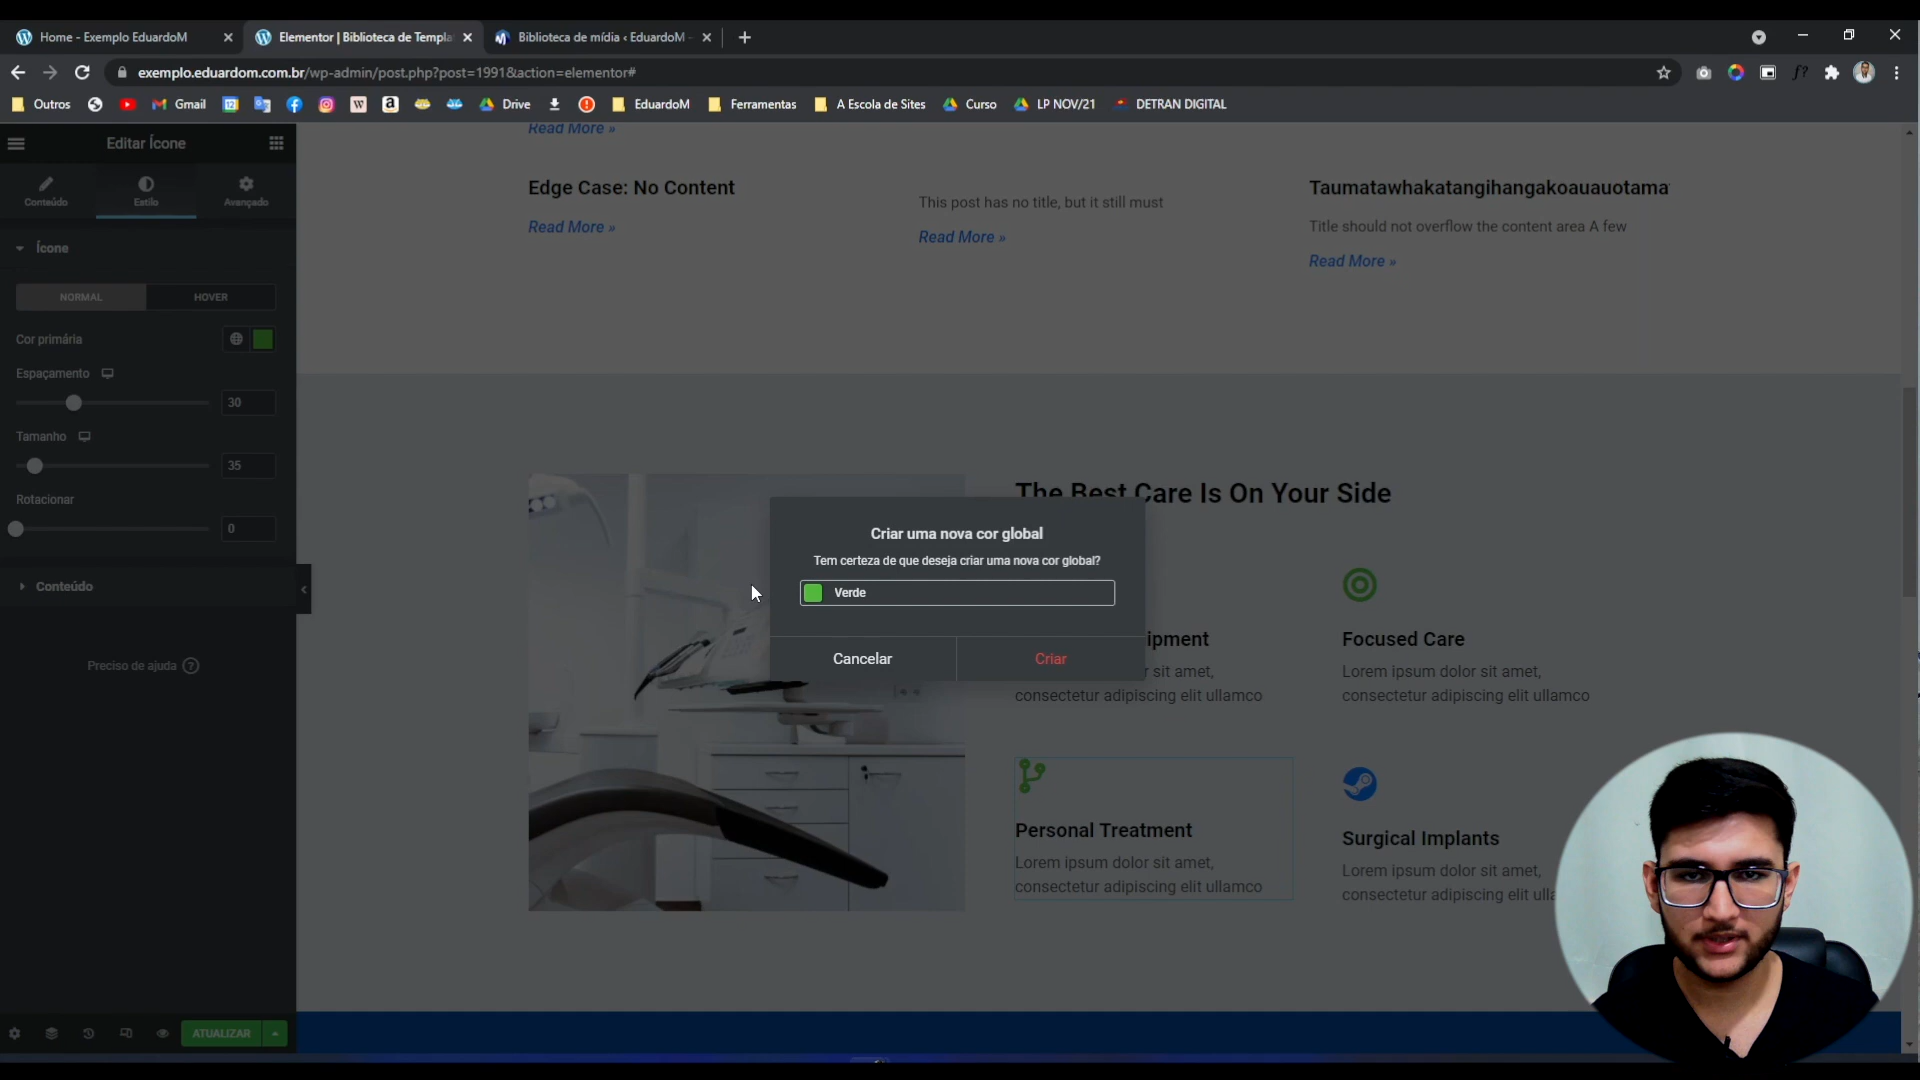 Home - Exemplo EduardoM
Elementor | Biblioteca de Templa
Biblioteca de mídia ‹ EduardoM -
exemplo.eduardom.com.br/wp-admin/post.php?post=1991&action=elementor#
f?
Outros
Gmail
Drive
EduardoM
Ferramentas
A Escola de Sites
Curso
LP NOV/21
DETRAN DIGITAL
Editar Ícone
Conteúdo
Estilo
Avançado
Ícone
NORMAL
HOVER
Cor primária
Espaçamento
30
Tamanho
35
Rotacionar
0
Conteúdo
Preciso de ajuda ?
ATUALIZAR
Read More »
Edge Case: No Content
Read More »
This post has no title, but it still must
Read More »
Taumatawhakatangihangakoauauotama
Title should not overflow the content area A few
Read More »
The Best Care Is On Your Side
Criar uma nova cor global
Tem certeza de que deseja criar uma nova cor global?
Verde
Cancelar
Criar
ipment
r sit amet,
consectetur adipiscing elit ullamco
Focused Care
Lorem ipsum dolor sit amet,
consectetur adipiscing elit ullamco
Personal Treatment
Lorem ipsum dolor sit amet,
consectetur adipiscing elit ullamco
Surgical Implants
Lorem ipsum dolor sit amet,
consectetur adipiscing elit ulla